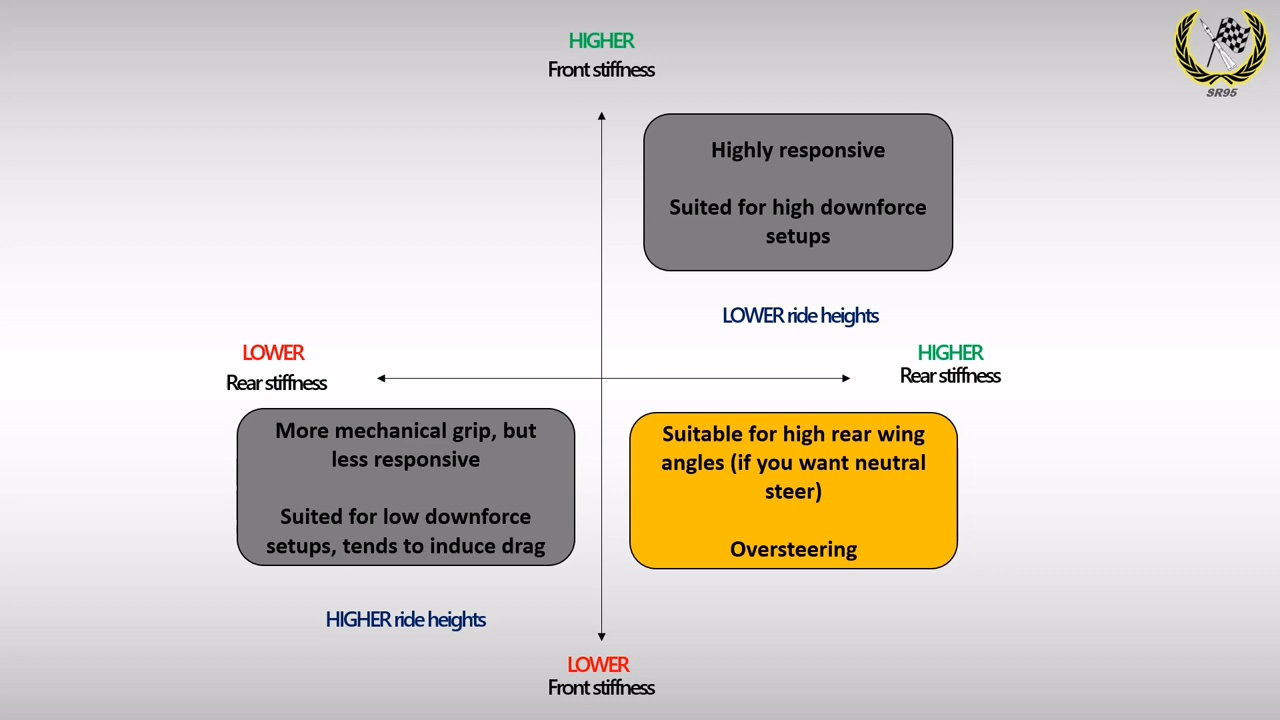 HIGHER
Front stiffness
SR95
Highly responsive
Suited for high downforce
setups
LOWER ride heights
LOWER
Rear stiffness
HIGHER
Rear stiffness
More mechanical grip, but
less responsive
Suited for low downforce
setups, tends to induce drag
Suitable for high rear wing
angles (if you want neutral
steer)
Oversteering
HIGHER ride heights
LOWER
Front stiffness